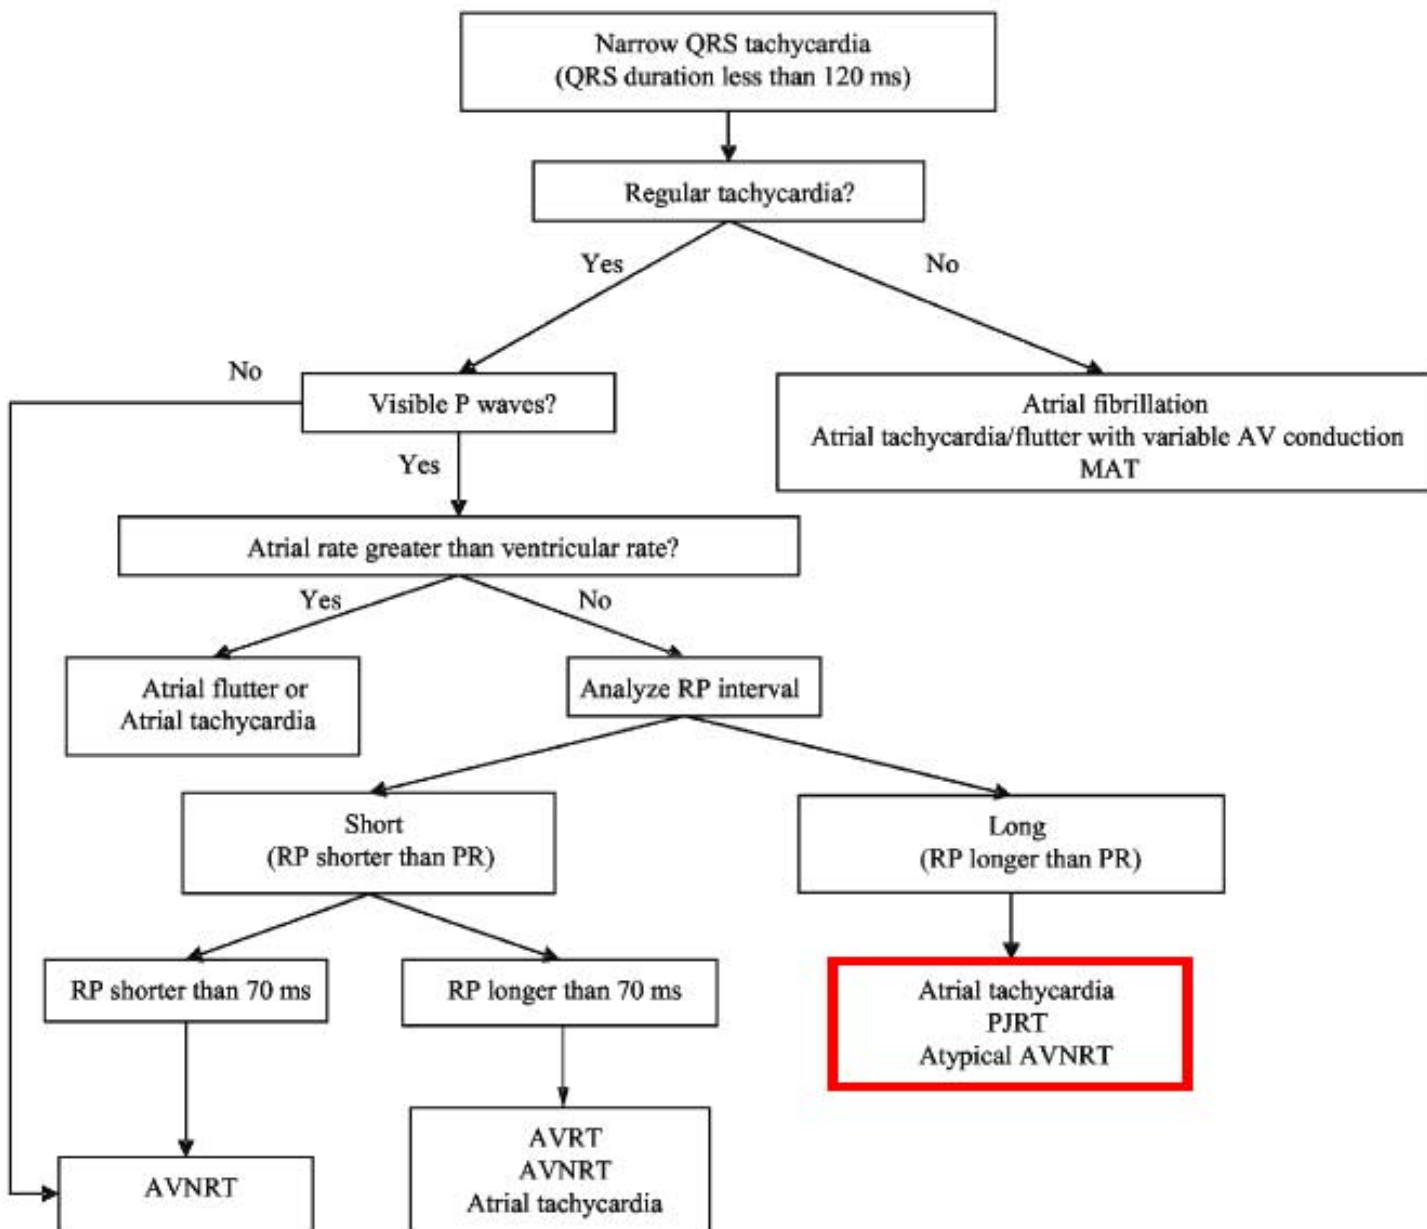 Narrow QRS tachycardia
(QRS duration less than 120 ms)
Regular tachycardia?
Yes
No
No
Visible P waves?
Atrial fibrillation
Atrial tachycardia/flutter with variable AV conduction
MAT
Yes
Atrial rate greater than ventricular rate?
Yes
No
Atrial flutter or
Atrial tachycardia
Analyze RP interval
Short
(RP shorter than PR)
Long
(RP longer than PR)
RP shorter than 70 ms
RP longer than 70 ms
Atrial tachycardia
PJRT
Atypical AVNRT
AVNRT
AVRT
AVNRT
Atrial tachycardia